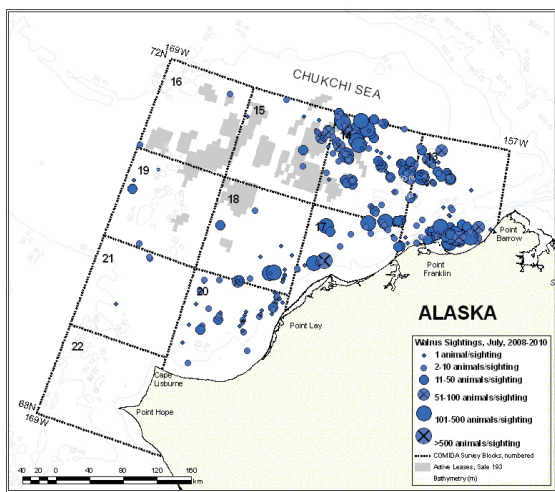 72N
169W
CHUKCHI SEA
157W
16
15
14
13
19
18
17
Point
Barrow
21
20
Point
Franklin
ALASKA
22
Point Lay
Cape
Lisburne
68N
169W
Point Hope
Walrus Sightings, July, 2008-2010
1 animal/sighting
2-10 animals/sighting
11-50 animals/sighting
51-100 animals/sighting
101-500 animals/sighting
>500 animals/sighting
COMIDA Survey Blocks, numbered
Active Leases, Sale 193
Bathymetry (m)
40 20 0 40 80 120 160
km